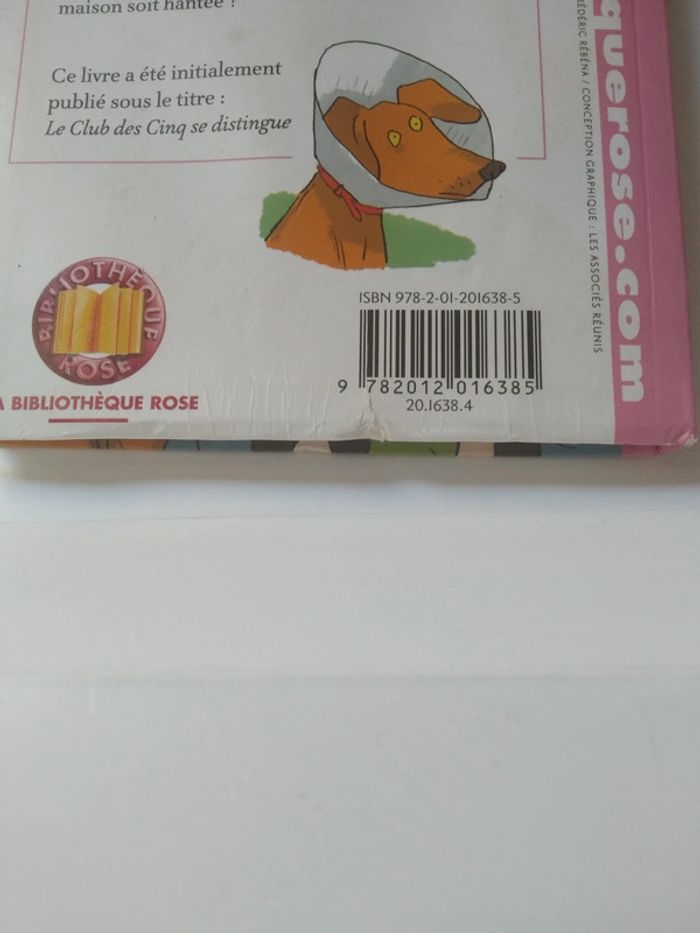 maison soit hantée !
Ce livre a été initialement
publié sous le titre :
Le Club des Cinq se distingue
BIBLIOTHÈQUE
ROSE
BIBLIOTHÈQUE ROSE
ISBN 978-2-01-201638-5
9 782012 016385
20.1638.4
querose.com
FRÉDÉRIC RÉBÉNA / CONCEPTION GRAPHIQUE : LES ASSOCIÉS RÉUNIS